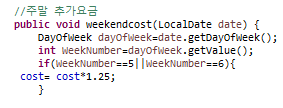 //주말 추가요금
public void weekendcost(LocalDate date) {
DayOfWeek dayOfWeek=date.getDayOfWeek();
int WeekNumber=dayOfWeek.getValue();
if(WeekNumber==5||WeekNumber==6){
cost= cost*1.25;
}